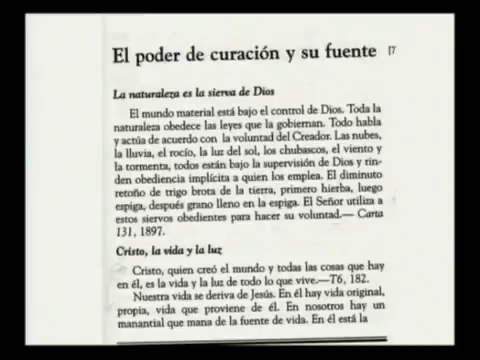 El poder de curación y su fuente [7
La naturaleza es la sierva de Dios
El mundo material está bajo el control de Dios. Toda la
naturaleza obedece las leyes que la gobiernan. Todo habla
y actúa de acuerdo con la voluntad del Creador. Las nubes,
la lluvia, el rocío, la luz del sol, los chubascos, el viento y
la tormenta, todos están bajo la supervisión de Dios y rin-
den obediencia implícita a quien los emplea. El diminuto
retoño de trigo brota de la tierra, primero hierba, luego
espiga, después grano lleno en la espiga. El Señor utiliza a
estos siervos obedientes para hacer su voluntad.— Carta
131, 1897.
Cristo, la vida y la luz
Cristo, quien creó el mundo y todas las cosas que hay
en él, es la vida y la luz de todo lo que vive.—T6, 182.
Nuestra vida se deriva de Jesús. En él hay vida original,
propia, vida que proviene de él. En nosotros hay un
manantial que mana de la fuente de vida. En él está la